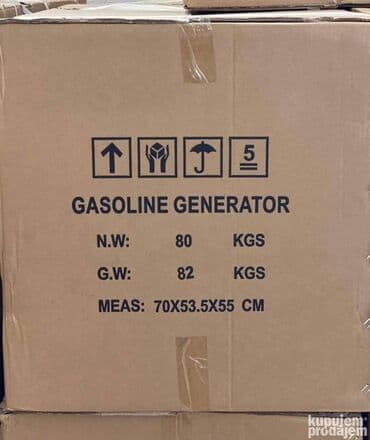 5
GASOLINE GENERATOR
N.W: 80 KGS
G.W: 82 KGS
MEAS: 70X53.5X55 CM
kupujem
prodajem